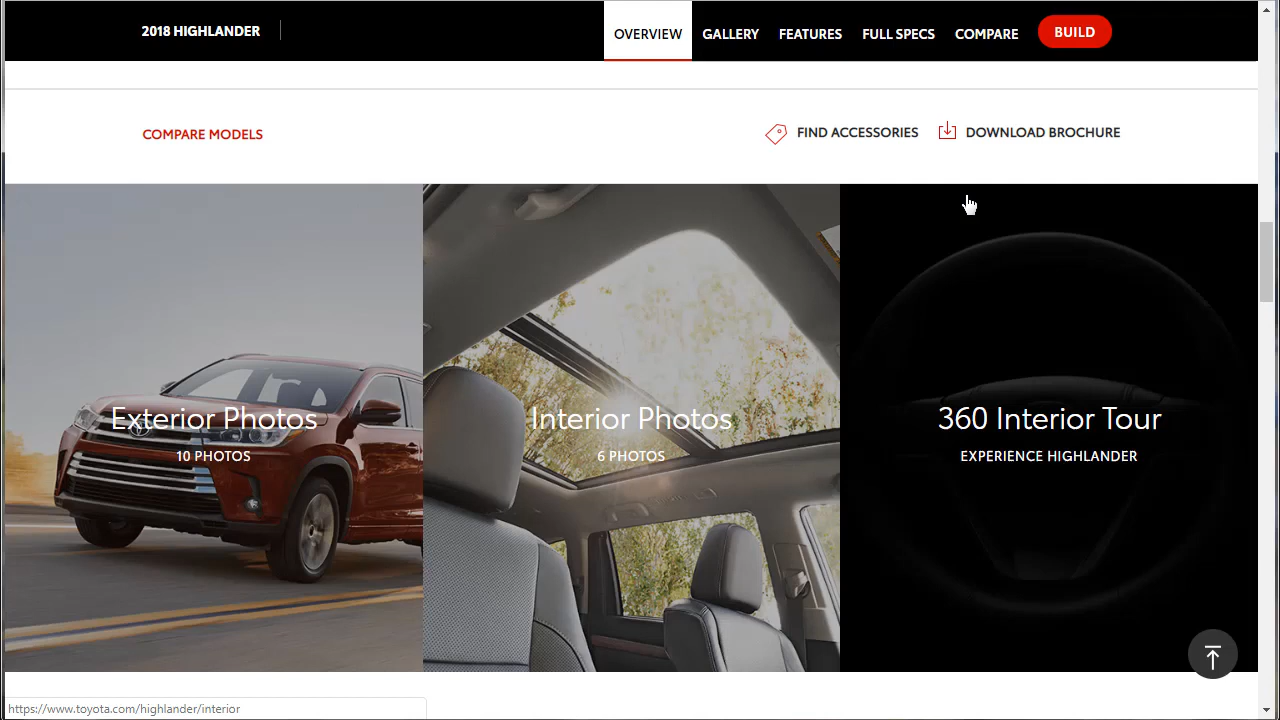 2018 HIGHLANDER
OVERVIEW
GALLERY
FEATURES
FULL SPECS
COMPARE
BUILD
COMPARE MODELS
FIND ACCESSORIES
DOWNLOAD BROCHURE
Exterior Photos
10 PHOTOS
Interior Photos
6 PHOTOS
360 Interior Tour
EXPERIENCE HIGHLANDER
https://www.toyota.com/highlander/interior